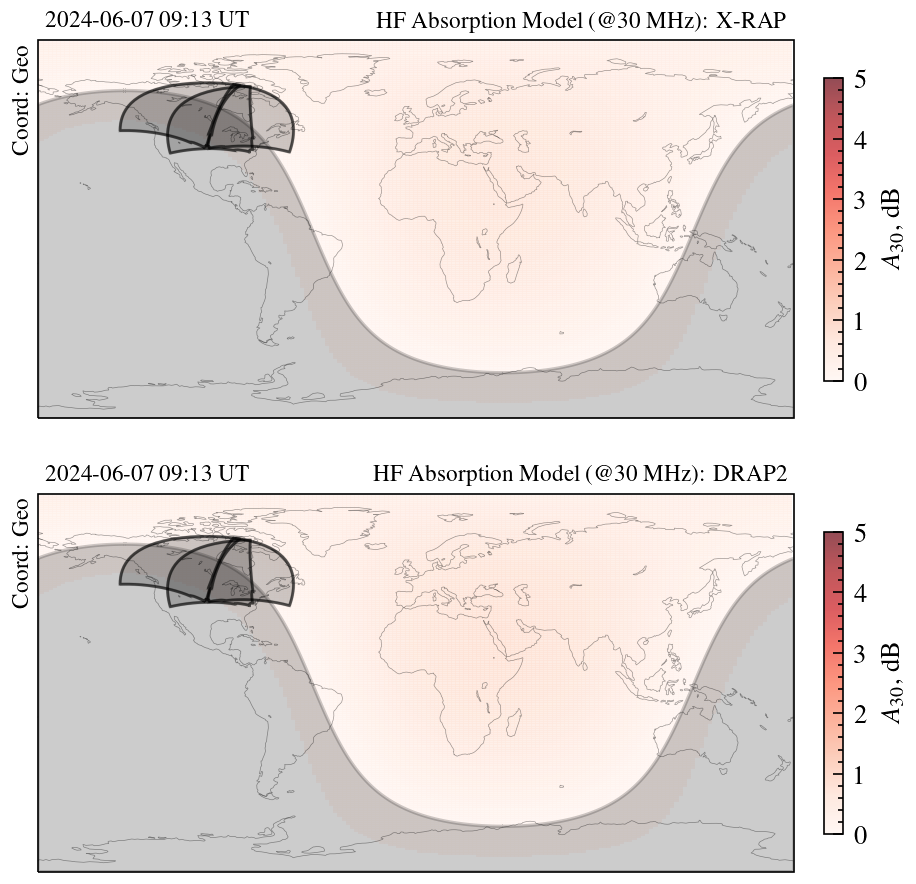 2024-06-07 09:13 UT
HF Absorption Model (@30 MHz): X-RAP
Coord: Geo
5
4
3
2
1
0
A30, dB
2024-06-07 09:13 UT
HF Absorption Model (@30 MHz): DRAP2
Coord: Geo
5
4
3
2
1
0
A30, dB